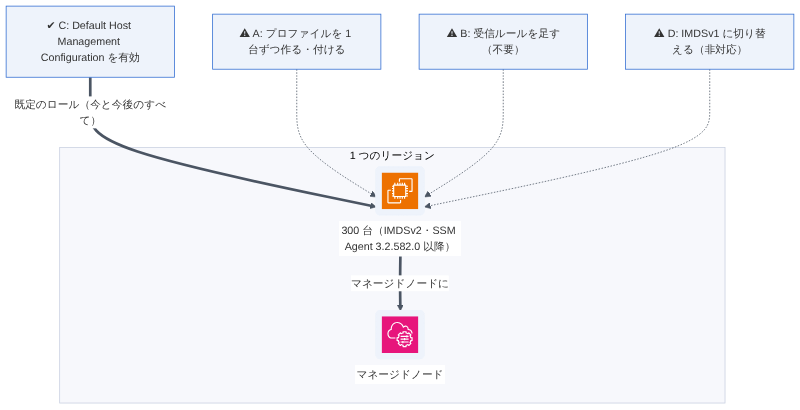 ✔ C: Default Host
Management
Configuration を有効
⚠ A: プロファイルを 1
台ずつ作る・付ける
⚠ B: 受信ルールを足す
（不要）
⚠ D: IMDSv1 に切り替
える（非対応）
既定のロール（今と今後のすべ
て）
1 つのリージョン
300 台（IMDSv2・SSM
Agent 3.2.582.0 以降）
マネージドノードに
マネージドノード